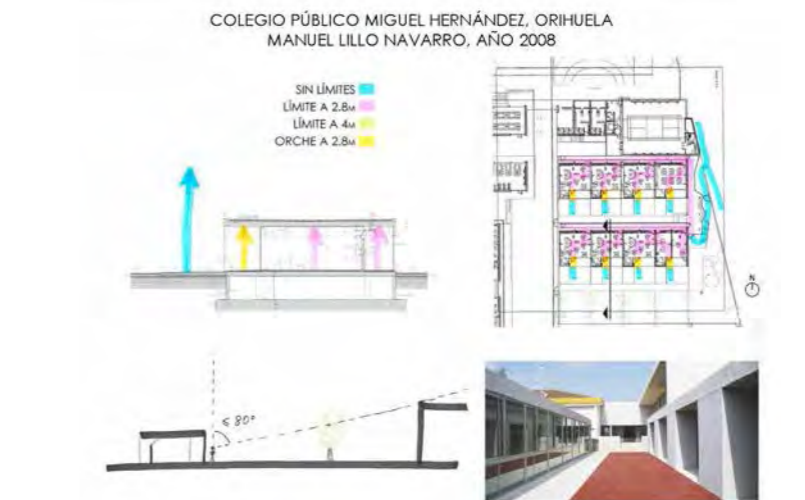 COLEGIO PÚBLICO MIGUEL HERNÁNDEZ, ORIHUELA
MANUEL LILLO NAVARRO, AÑO 2008
SIN LÍMITES
LÍMITE A 2.8M
LÍMITE A 4M
ORCHE A 2.8M
N
≤ 80°